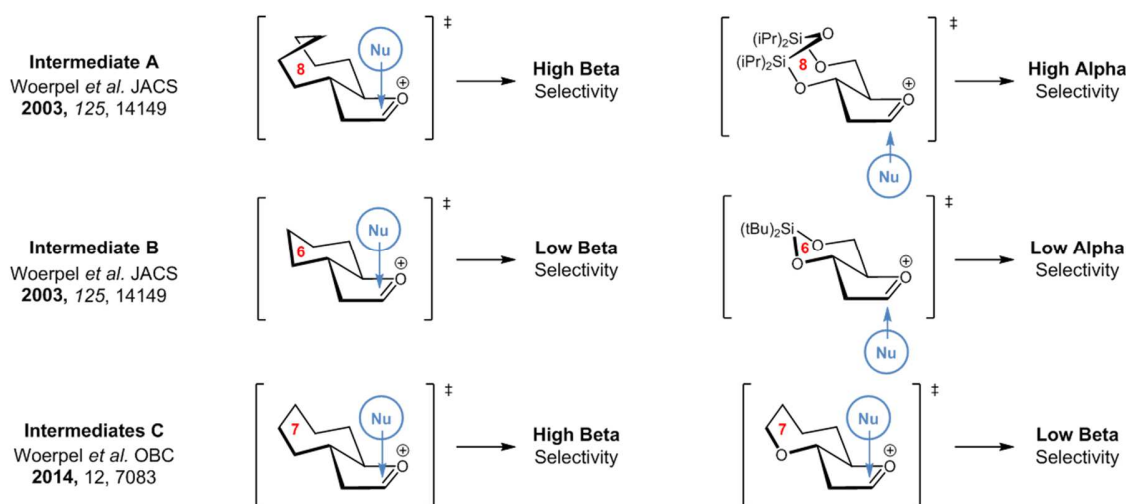 Intermediate A
Woerpel et al. JACS
2003, 125, 14149
8
Nu
O
⊕
‡
High Beta
Selectivity
(iPr)2Si
O
(iPr)2Si
8
O
O
O
⊕
Nu
‡
High Alpha
Selectivity
Intermediate B
Woerpel et al. JACS
2003, 125, 14149
6
Nu
O
⊕
‡
Low Beta
Selectivity
(tBu)2Si
6
O
O
O
⊕
Nu
‡
Low Alpha
Selectivity
Intermediates C
Woerpel et al. OBC
2014, 12, 7083
7
Nu
O
⊕
‡
High Beta
Selectivity
7
O
Nu
O
⊕
‡
Low Beta
Selectivity